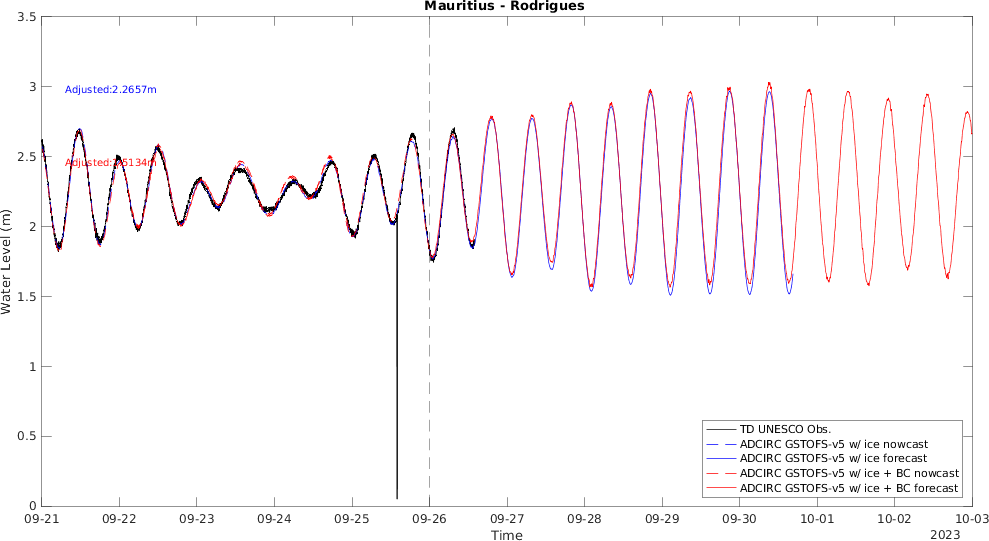 Mauritius - Rodrigues
3.5
3
2.5
2
1.5
1
0.5
0
Water Level (m)
Adjusted:2.2657m
09-21
09-22
09-23
09-24
09-25
09-26
09-27
09-28
09-29
09-30
10-01
10-02
10-03
Time
2023
TD UNESCO Obs.
ADCIRC GSTOFS-v5 w/ ice nowcast
ADCIRC GSTOFS-v5 w/ ice forecast
ADCIRC GSTOFS-v5 w/ ice + BC nowcast
ADCIRC GSTOFS-v5 w/ ice + BC forecast